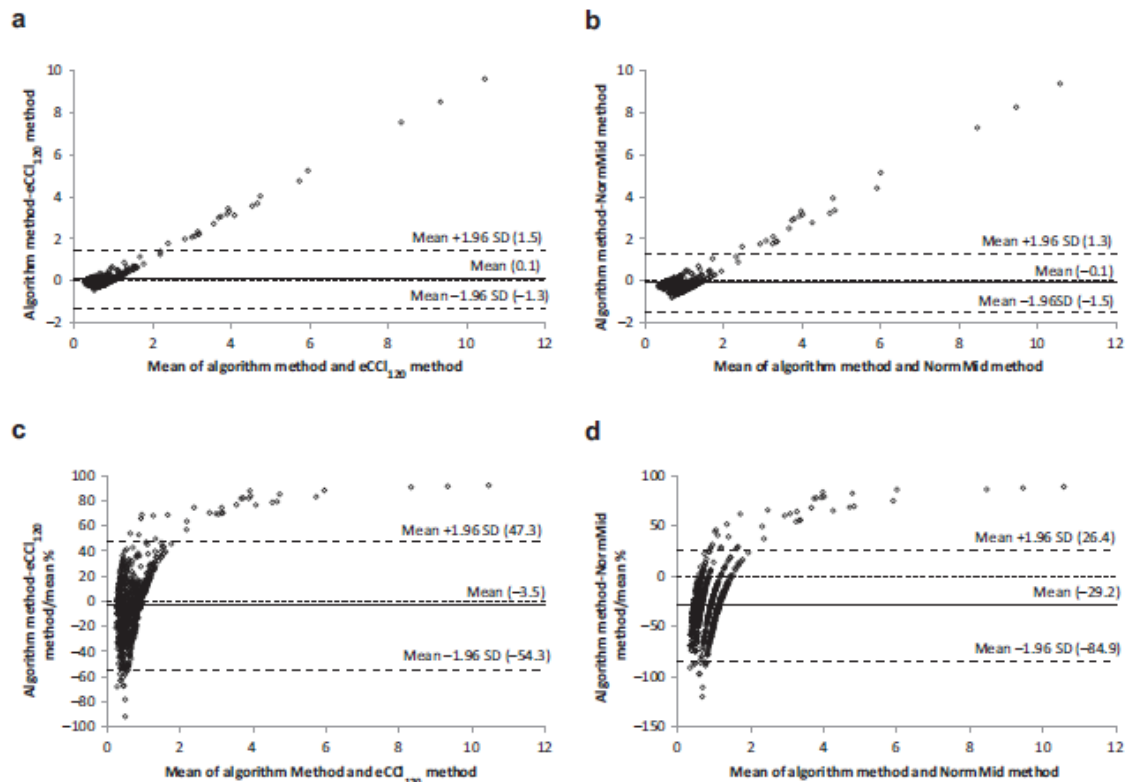 a
b
Algorithm method-eCCl120 method
10
8
6
4
2
0
−2
Mean +1.96 SD (1.5)
Mean (0.1)
Mean −1.96 SD (−1.3)
0 2 4 6 8 10 12
Mean of algorithm method and eCCl120 method
Algorithm method-NormMid method
10
8
6
4
2
0
−2
Mean +1.96 SD (1.3)
Mean (−0.1)
Mean −1.96SD (−1.5)
0 2 4 6 8 10 12
Mean of algorithm method and NormMid method
c
d
Algorithm method-eCCl120
method/mean %
100
80
60
40
20
0
−20
−40
−60
−80
−100
Mean +1.96 SD (47.3)
Mean (−3.5)
Mean −1.96 SD (−54.3)
0 2 4 6 8 10 12
Mean of algorithm Method and eCCl120 method
Algorithm method-NormMid
method/mean %
100
50
0
−50
−100
−150
Mean +1.96 SD (26.4)
Mean (−29.2)
Mean −1.96 SD (−84.9)
0 2 4 6 8 10 12
Mean of algorithm method and NormMid method